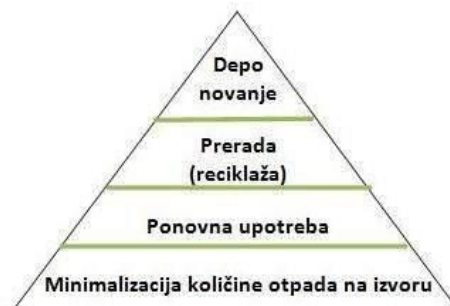 Depo
novanje
Prerada
(reciklaža)
Ponovna upotreba
Minimalizacija količine otpada na izvoru